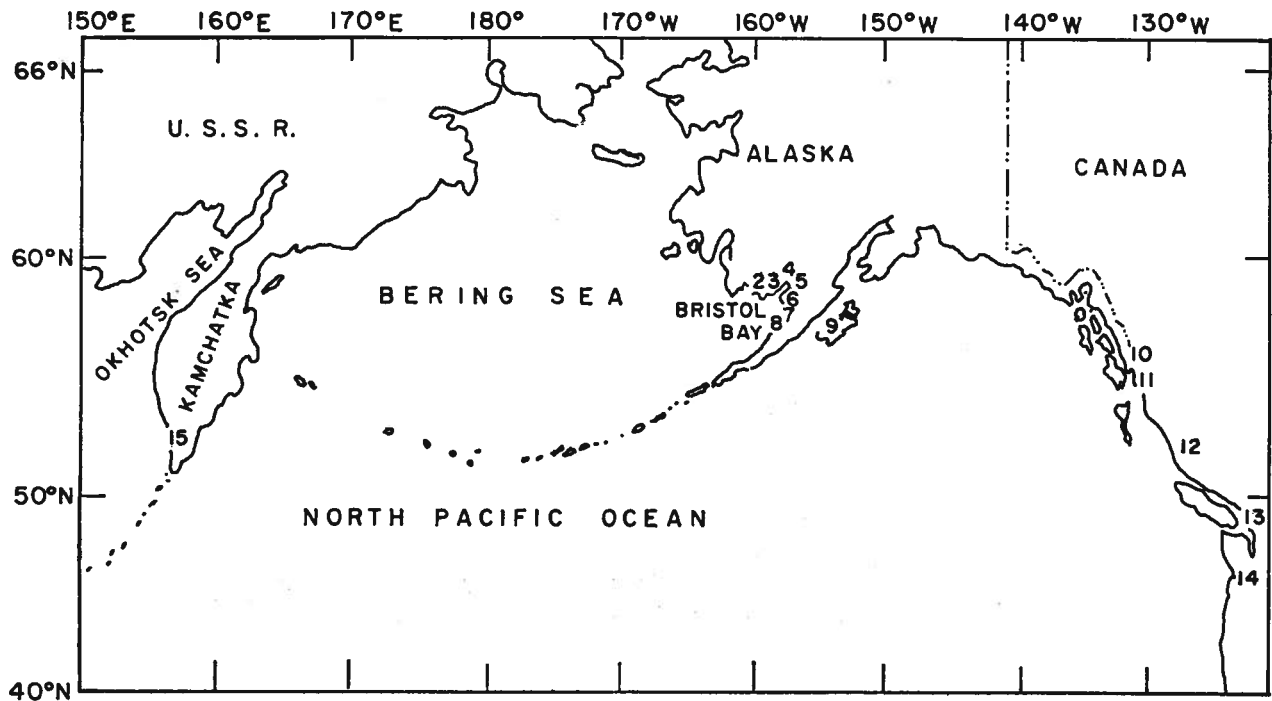 150°E 160°E 170°E 180° 170°W 160°W 150°W 140°W 130°W
66°N
U.S.S.R.
ALASKA
CANADA
60°N
OKHOTSK SEA
KAMCHATKA
BERING SEA
2 3 4 5
6
BRISTOL
BAY
8 7
9
10
11
15
12
50°N
NORTH PACIFIC OCEAN
13
14
40°N